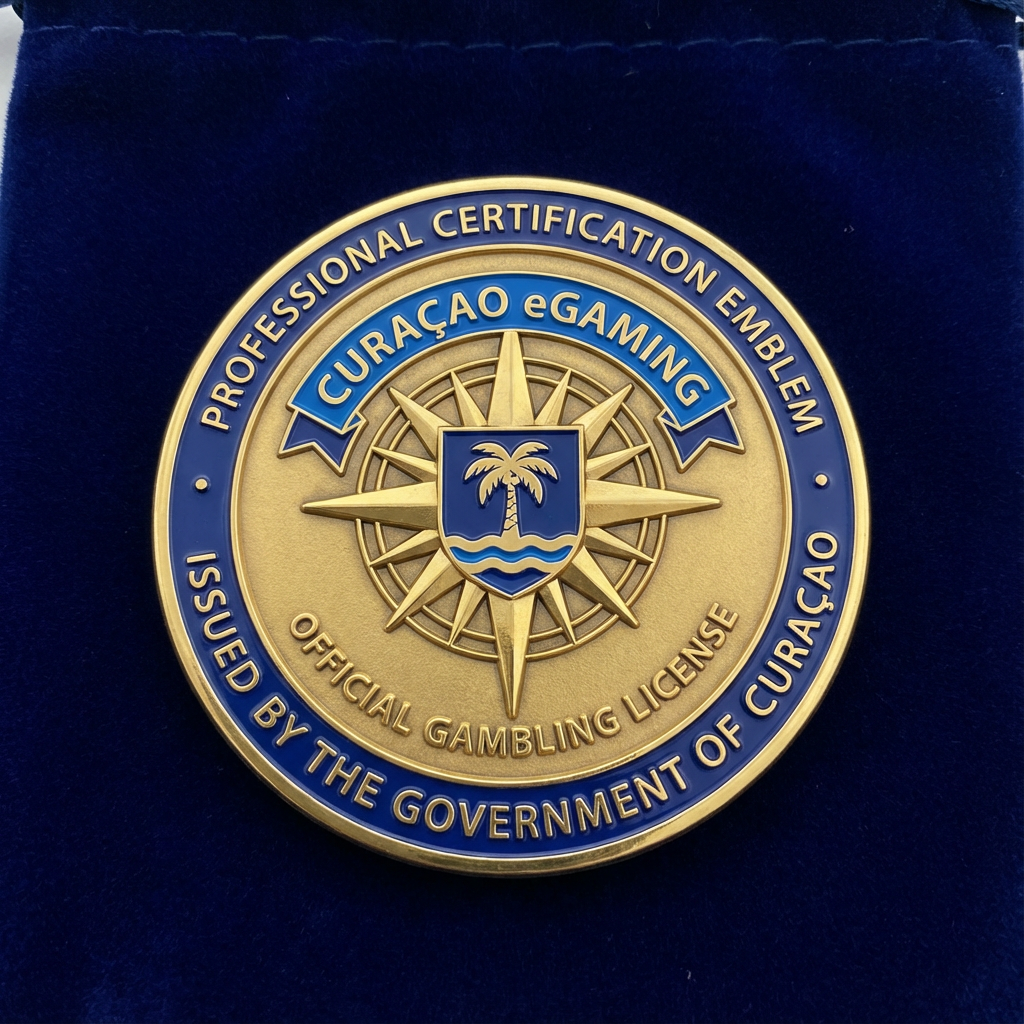 PROFESSIONAL CERTIFICATION EMBLEM
CURAÇAO eGAMING
OFFICIAL GAMBLING LICENSE
ISSUED BY THE GOVERNMENT OF CURAÇAO